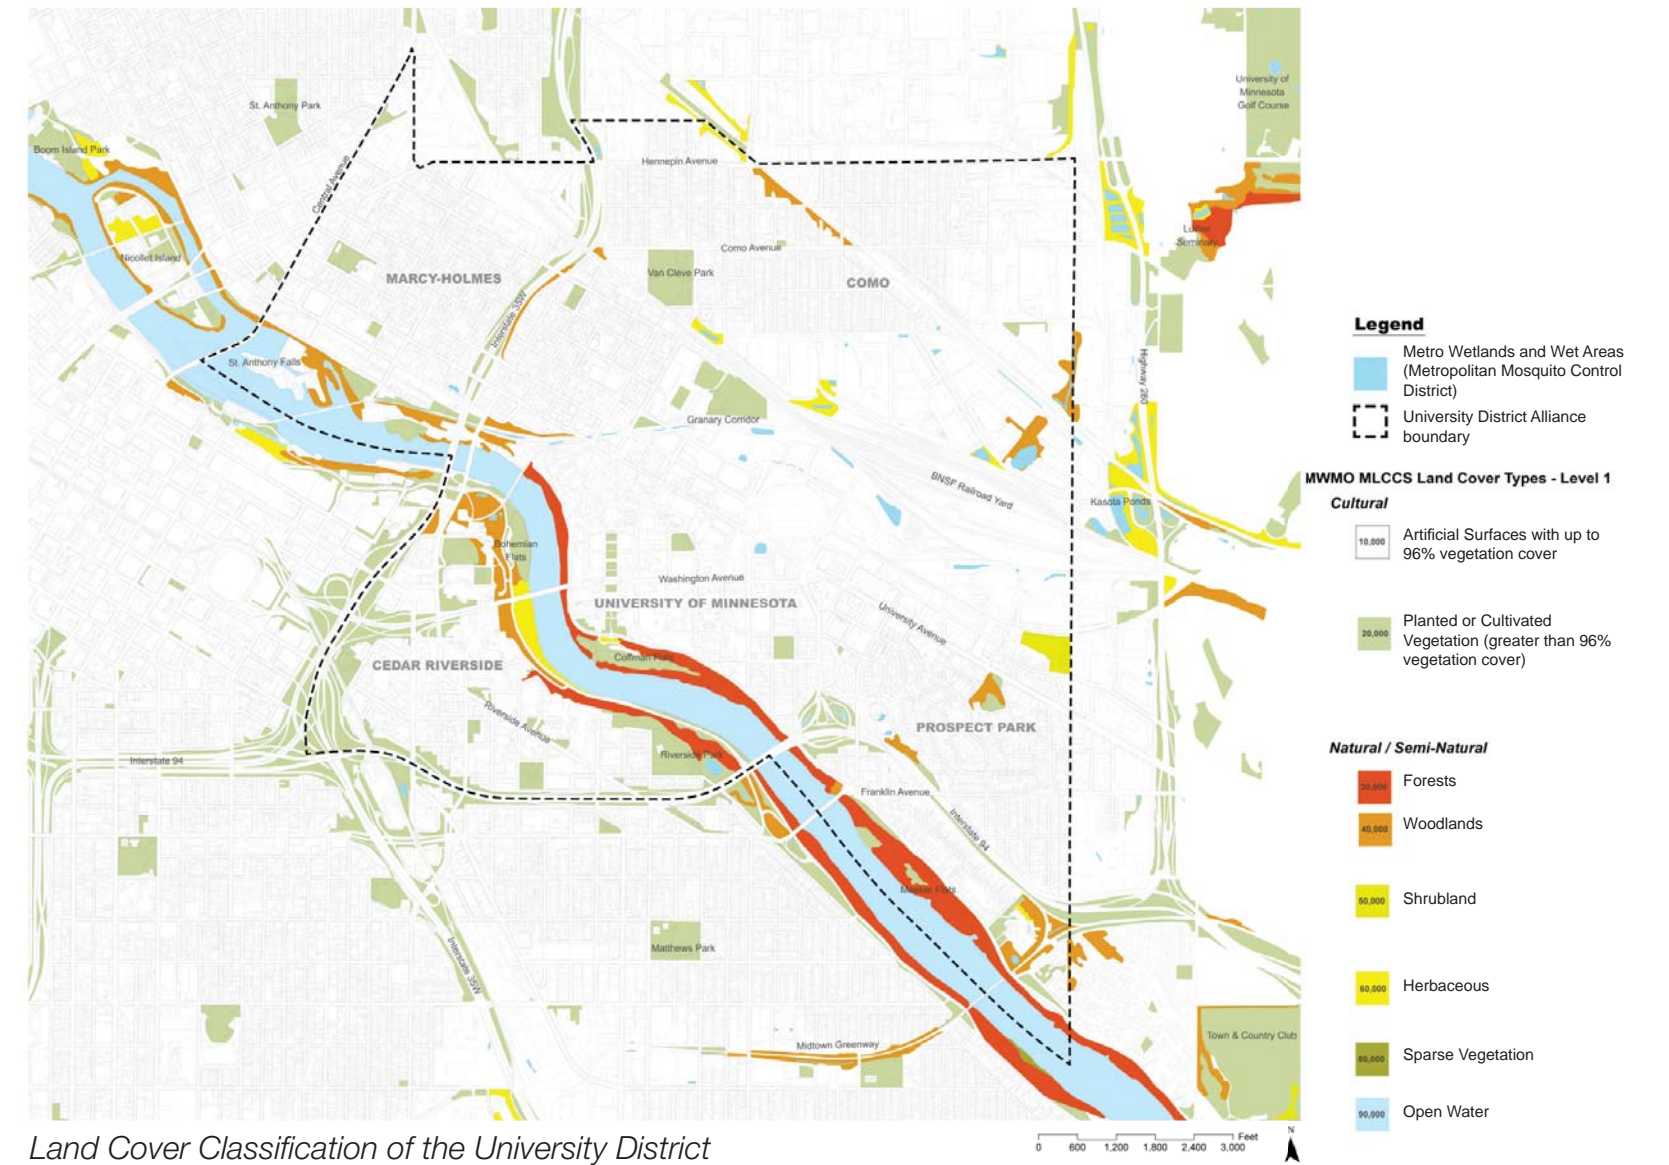 University of
Minnesota
Golf Course
St. Anthony Park
Boom Island Park
Hennepin Avenue
Central Avenue
Luther
Seminary
Como Avenue
Nicollet Island
Van Cleve Park
MARCY-HOLMES
COMO
Interstate 35W
Legend
Metro Wetlands and Wet Areas
(Metropolitan Mosquito Control
District)
St. Anthony Falls
Highway 280
University District Alliance
boundary
Granary Corridor
MWMO MLCCS Land Cover Types - Level 1
BNSF Railroad Yard
Kasota Ponds
Cultural
10,000
Artificial Surfaces with up to
96% vegetation cover
Bohemian
Flats
Washington Avenue
UNIVERSITY OF MINNESOTA
University Avenue
20,000
Planted or Cultivated
Vegetation (greater than 96%
vegetation cover)
Coffman Flats
CEDAR RIVERSIDE
Riverside Avenue
PROSPECT PARK
Riverside Park
Interstate 94
Natural / Semi-Natural
30,000
Forests
Franklin Avenue
Interstate 94
40,000
Woodlands
Meeker Flats
50,000
Shrubland
Matthews Park
Interstate 35W
60,000
Herbaceous
Town & Country Club
Midtown Greenway
80,000
Sparse Vegetation
90,000
Open Water
Land Cover Classification of the University District
Feet
0 600 1,200 1,800 2,400 3,000
N